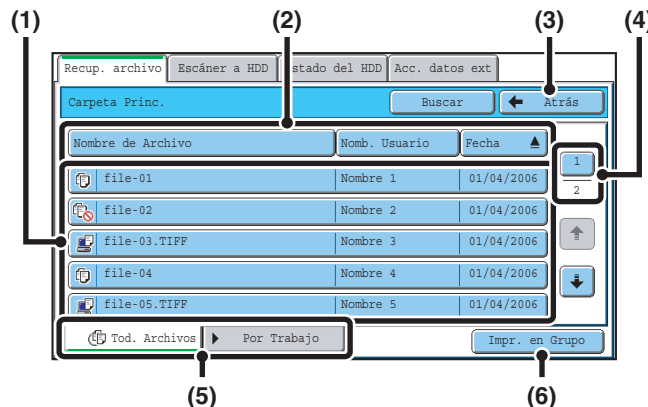 (1) (2) (3) (4)
Recup. archivo Escáner a HDD Estado del HDD Acc. datos ext
Carpeta Princ. Buscar Atrás
Nombre de Archivo Nomb. Usuario Fecha
1
file-01 Nombre 1 01/04/2006
2
file-02 Nombre 2 01/04/2006
file-03.TIFF Nombre 3 01/04/2006
file-04 Nombre 4 01/04/2006
file-05.TIFF Nombre 5 01/04/2006
Tod. Archivos Por Trabajo Impr. en Grupo
(5) (6)